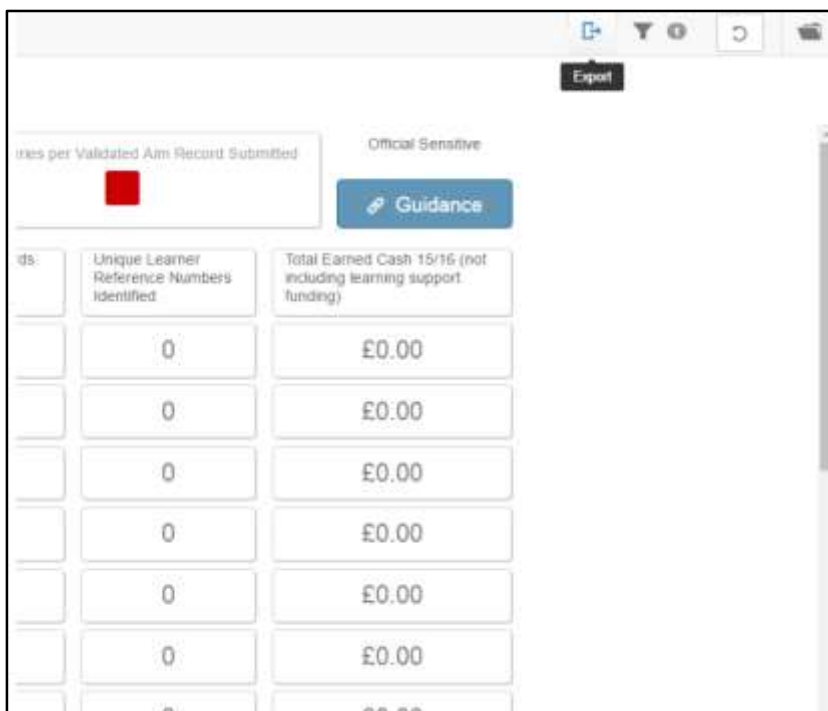 Export
Official Sensitive
per Validated Aim Record Submitted
Guidance
Unique Learner
Reference Numbers
Identified
Total Earned Cash 15/16 (not
including learning support
funding)
0
£0.00
0
£0.00
0
£0.00
0
£0.00
0
£0.00
0
£0.00